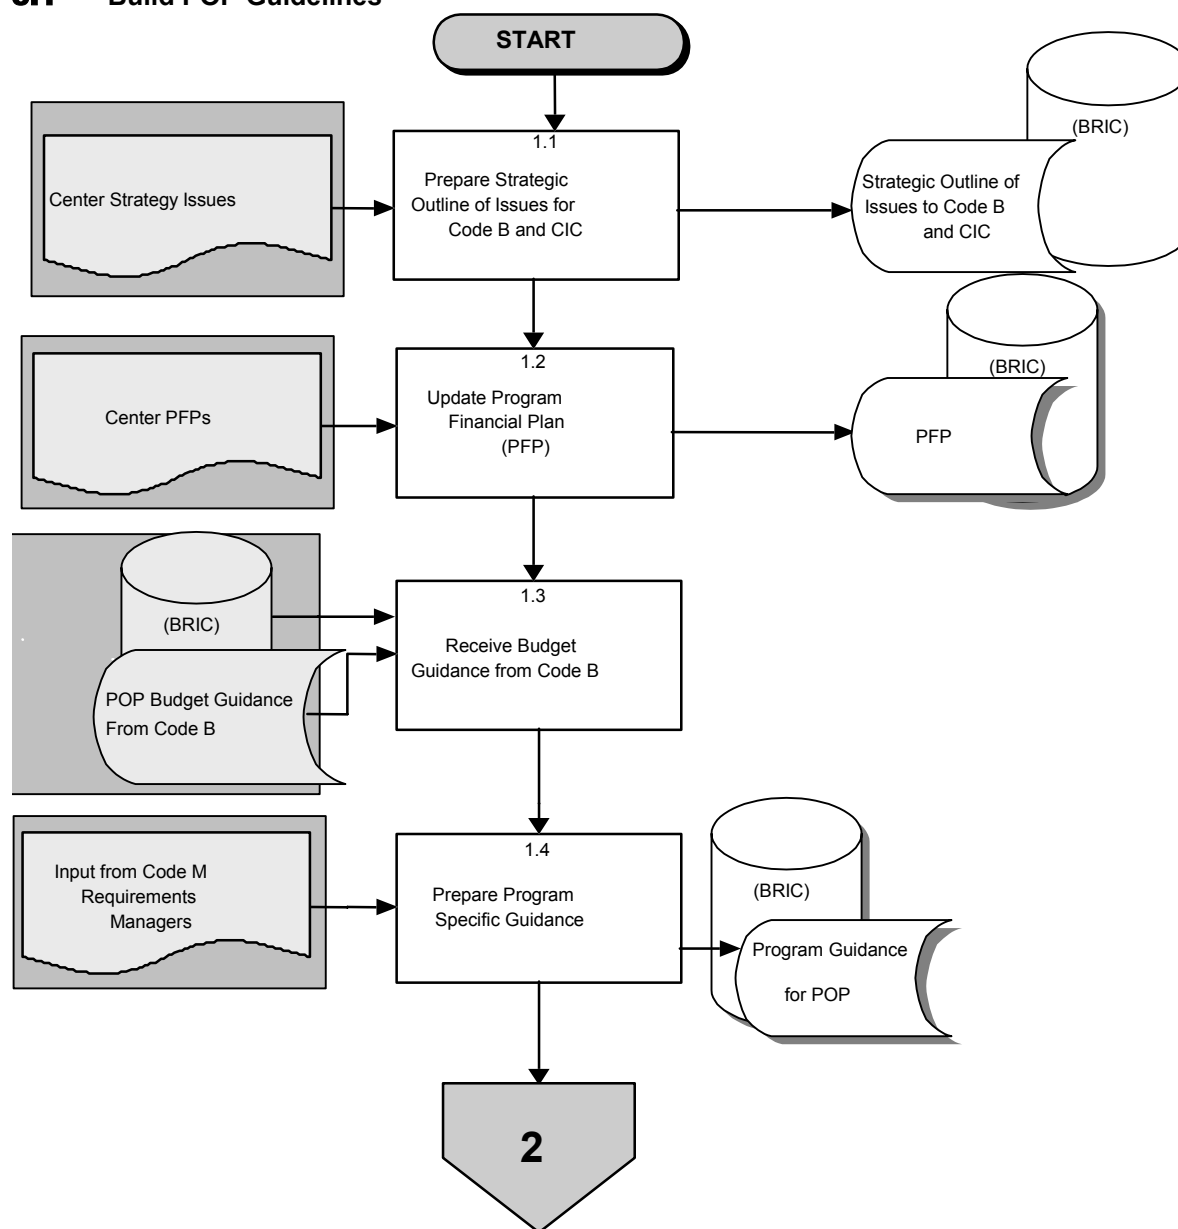 Build POP Guidelines
START
1.1
Prepare Strategic
Outline of Issues for
Code B and CIC
Center Strategy Issues
(BRIC)
Strategic Outline of
Issues to Code B
and CIC
1.2
Update Program
Financial Plan
(PFP)
Center PFPs
(BRIC)
PFP
1.3
Receive Budget
Guidance from Code B
(BRIC)
POP Budget Guidance
From Code B
1.4
Prepare Program
Specific Guidance
Input from Code M
Requirements
Managers
(BRIC)
Program Guidance
for POP
2